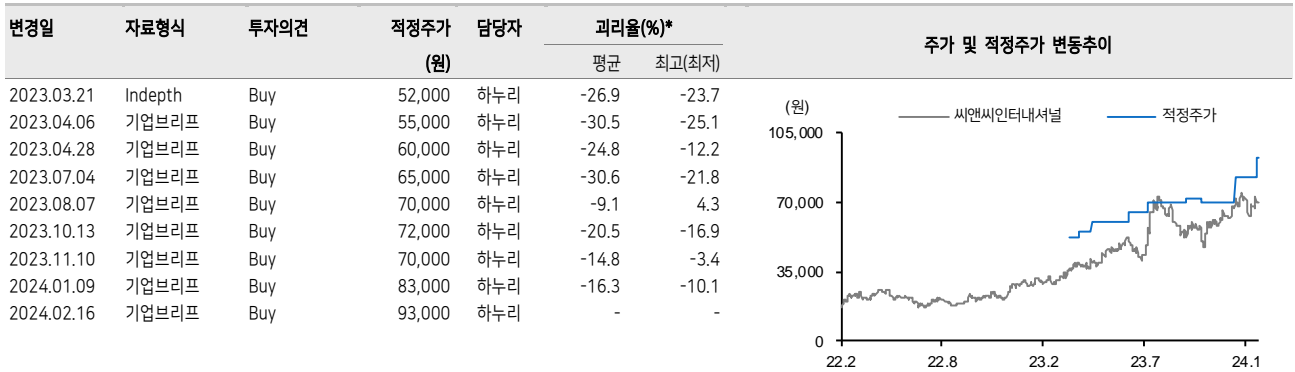 변경일 자료형식 투자의견 적정주가 담당자 괴리율(%)* 주가 및 적정주가 변동추이
(원) 평균 최고(최저)
2023.03.21 Indepth Buy 52,000 하누리 -26.9 -23.7
2023.04.06 기업브리프 Buy 55,000 하누리 -30.5 -25.1
2023.04.28 기업브리프 Buy 60,000 하누리 -24.8 -12.2
2023.07.04 기업브리프 Buy 65,000 하누리 -30.6 -21.8
2023.08.07 기업브리프 Buy 70,000 하누리 -9.1 4.3
2023.10.13 기업브리프 Buy 72,000 하누리 -20.5 -16.9
2023.11.10 기업브리프 Buy 70,000 하누리 -14.8 -3.4
2024.01.09 기업브리프 Buy 83,000 하누리 -16.3 -10.1
2024.02.16 기업브리프 Buy 93,000 하누리 - -
(원) 씨앤씨인터내셔널 적정주가
105,000
70,000
35,000
0
22.2 22.8 23.2 23.7 24.1